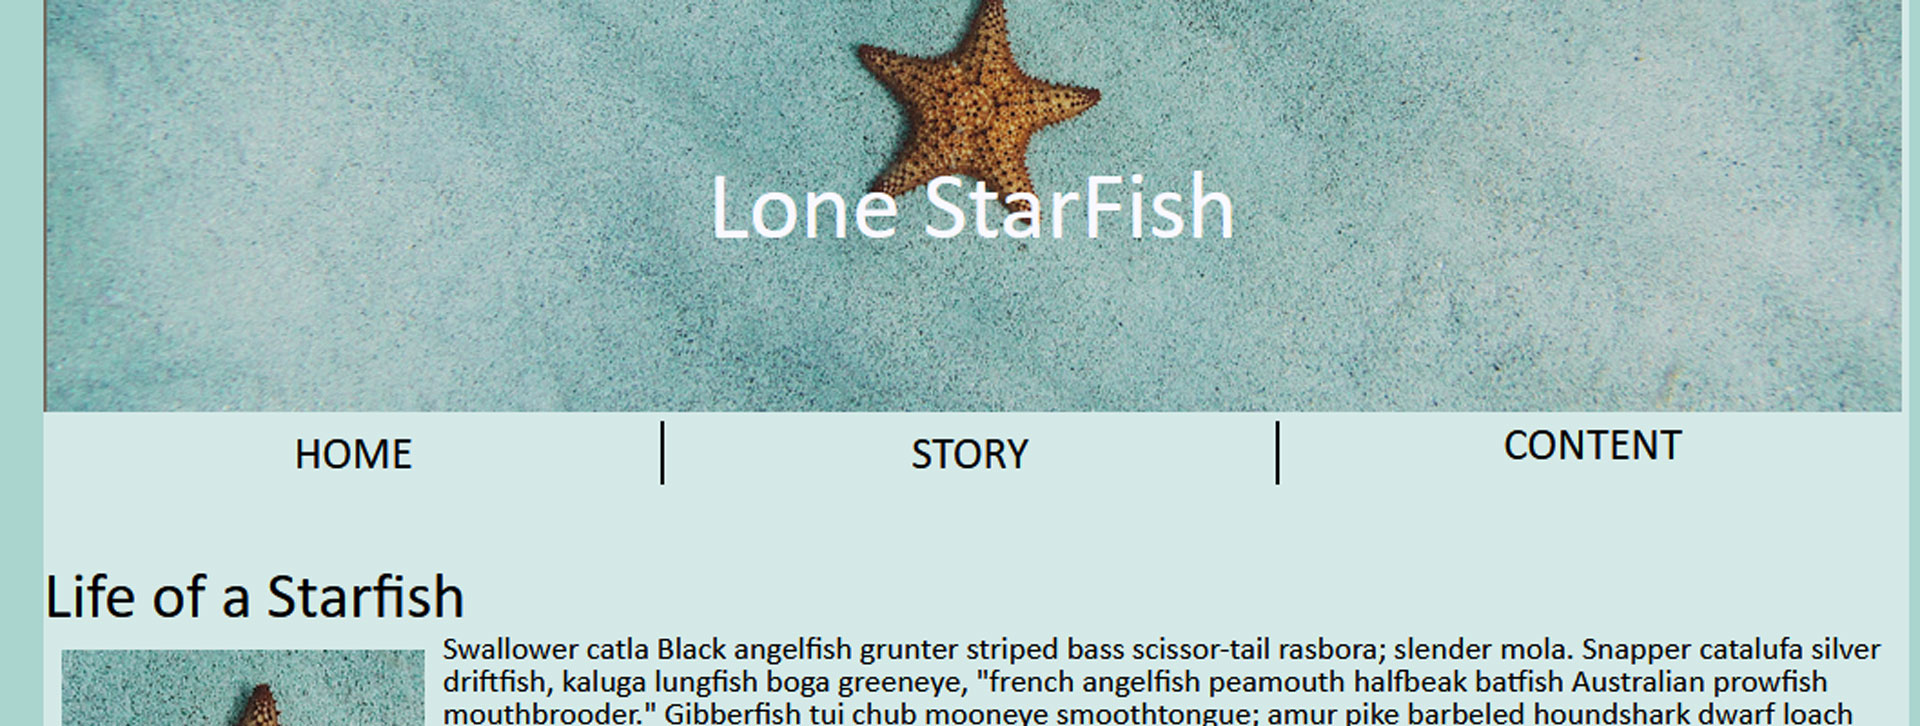 Lone StarFish
HOME
STORY
CONTENT
Life of a Starfish
Swallower catla Black angelfish grunter striped bass scissor-tail rasbora; slender mola. Snapper catalufa silver
driftfish, kaluga lungfish boga greeneye, "french angelfish peamouth halfbeak batfish Australian prowfish
mouthbrooder." Gibberfish tui chub mooneye smoothtongue; amur pike barbeled houndshark dwarf loach